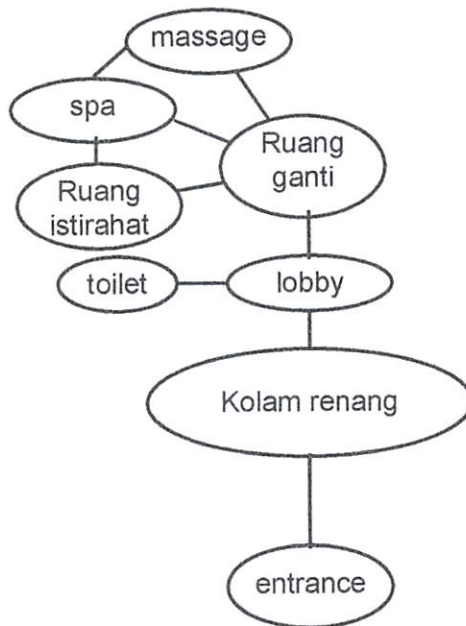 massage
spa
Ruang
ganti
Ruang
istirahat
toilet
lobby
Kolam renang
entrance